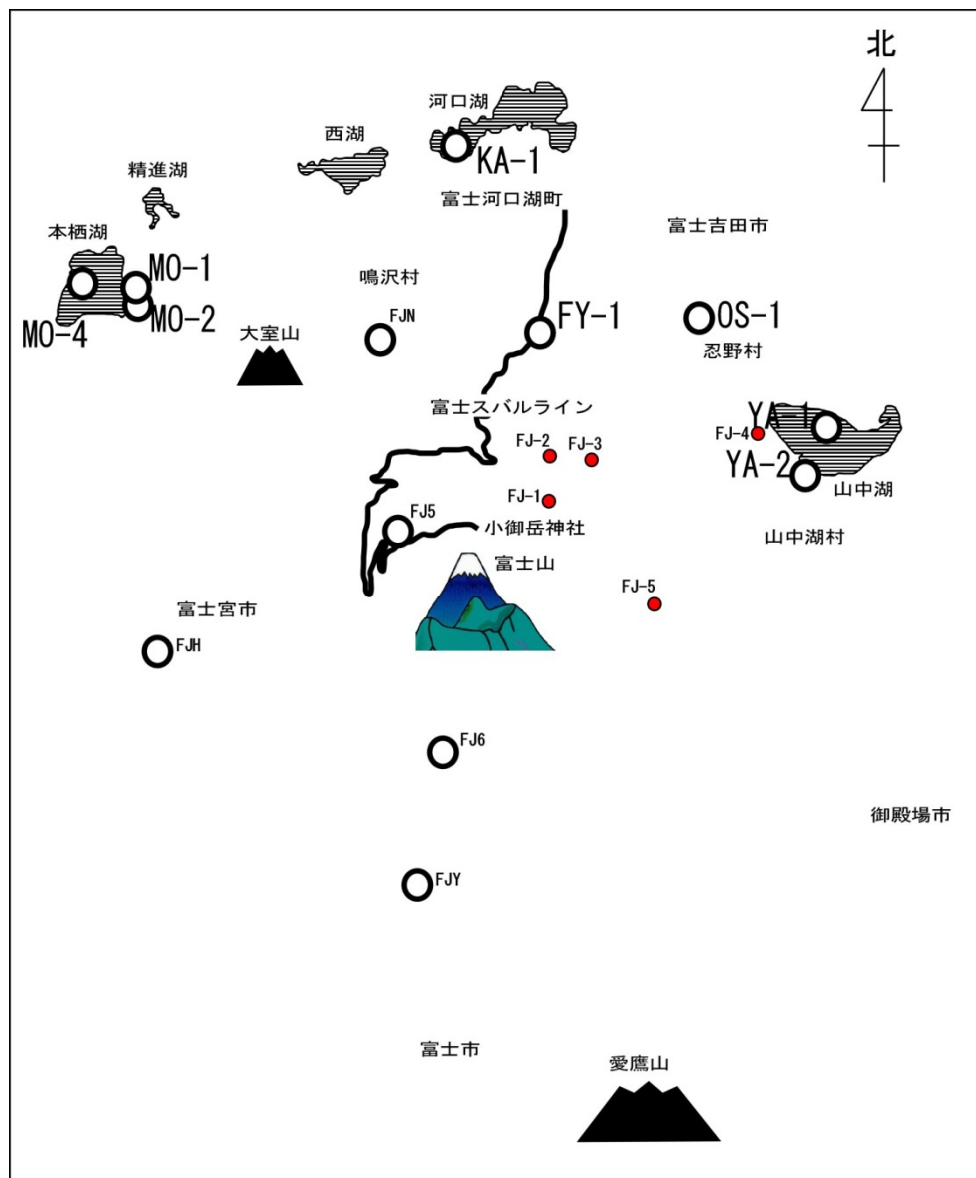 北
河口湖
西湖
KA-1
精進湖
富士河口湖町
本栖湖
富士吉田市
MO-1
鳴沢村
MO-2
FJN
FY-1
OS-1
MO-4
大室山
忍野村
富士スバルライン
YA-1
FJ-2
FJ-3
FJ-4
YA-2
山中湖
FJ-1
FJ5
小御岳神社
山中湖村
富士山
FJ-5
富士宮市
FJH
FJ6
御殿場市
FJY
富士市
愛鷹山